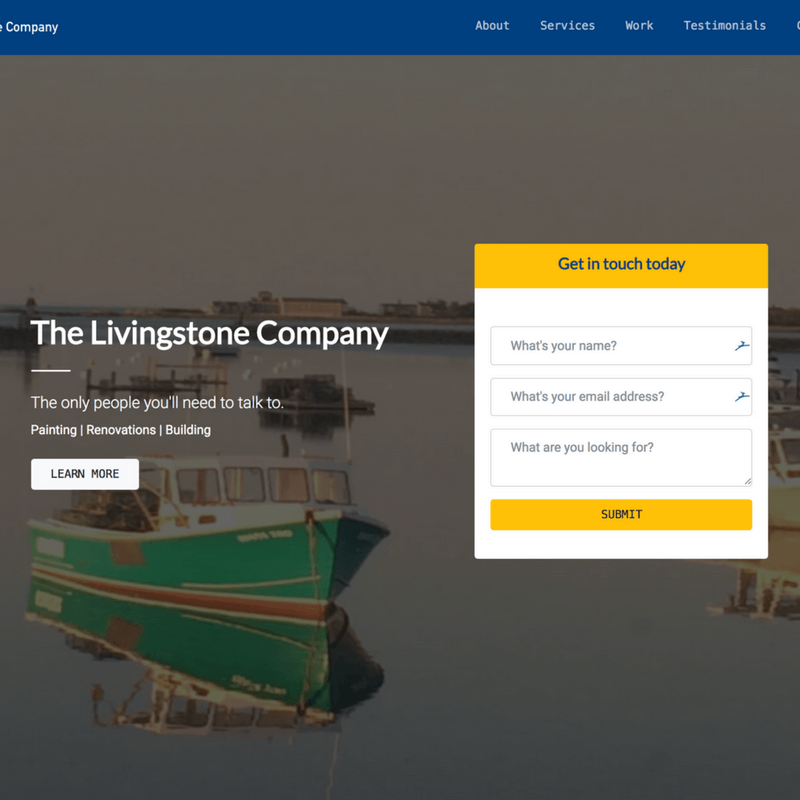 e Company
About Services Work Testimonials
The Livingstone Company
The only people you'll need to talk to.
Painting | Renovations | Building
LEARN MORE
Get in touch today
What's your name?
What's your email address?
What are you looking for?
SUBMIT